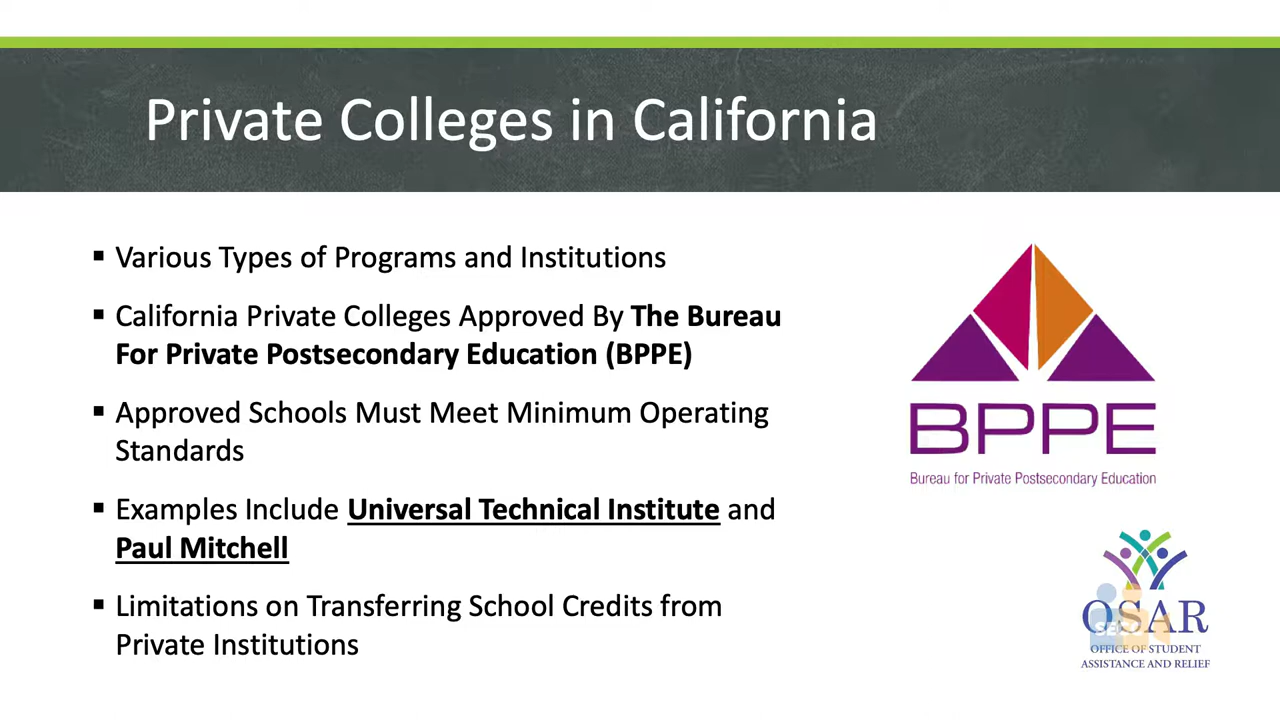 Private Colleges in California
▪ Various Types of Programs and Institutions
▪ California Private Colleges Approved By The Bureau
For Private Postsecondary Education (BPPE)
▪ Approved Schools Must Meet Minimum Operating
Standards
▪ Examples Include Universal Technical Institute and
Paul Mitchell
▪ Limitations on Transferring School Credits from
Private Institutions
BPPE
Bureau for Private Postsecondary Education
OSAR
OFFICE OF STUDENT
ASSISTANCE AND RELIEF